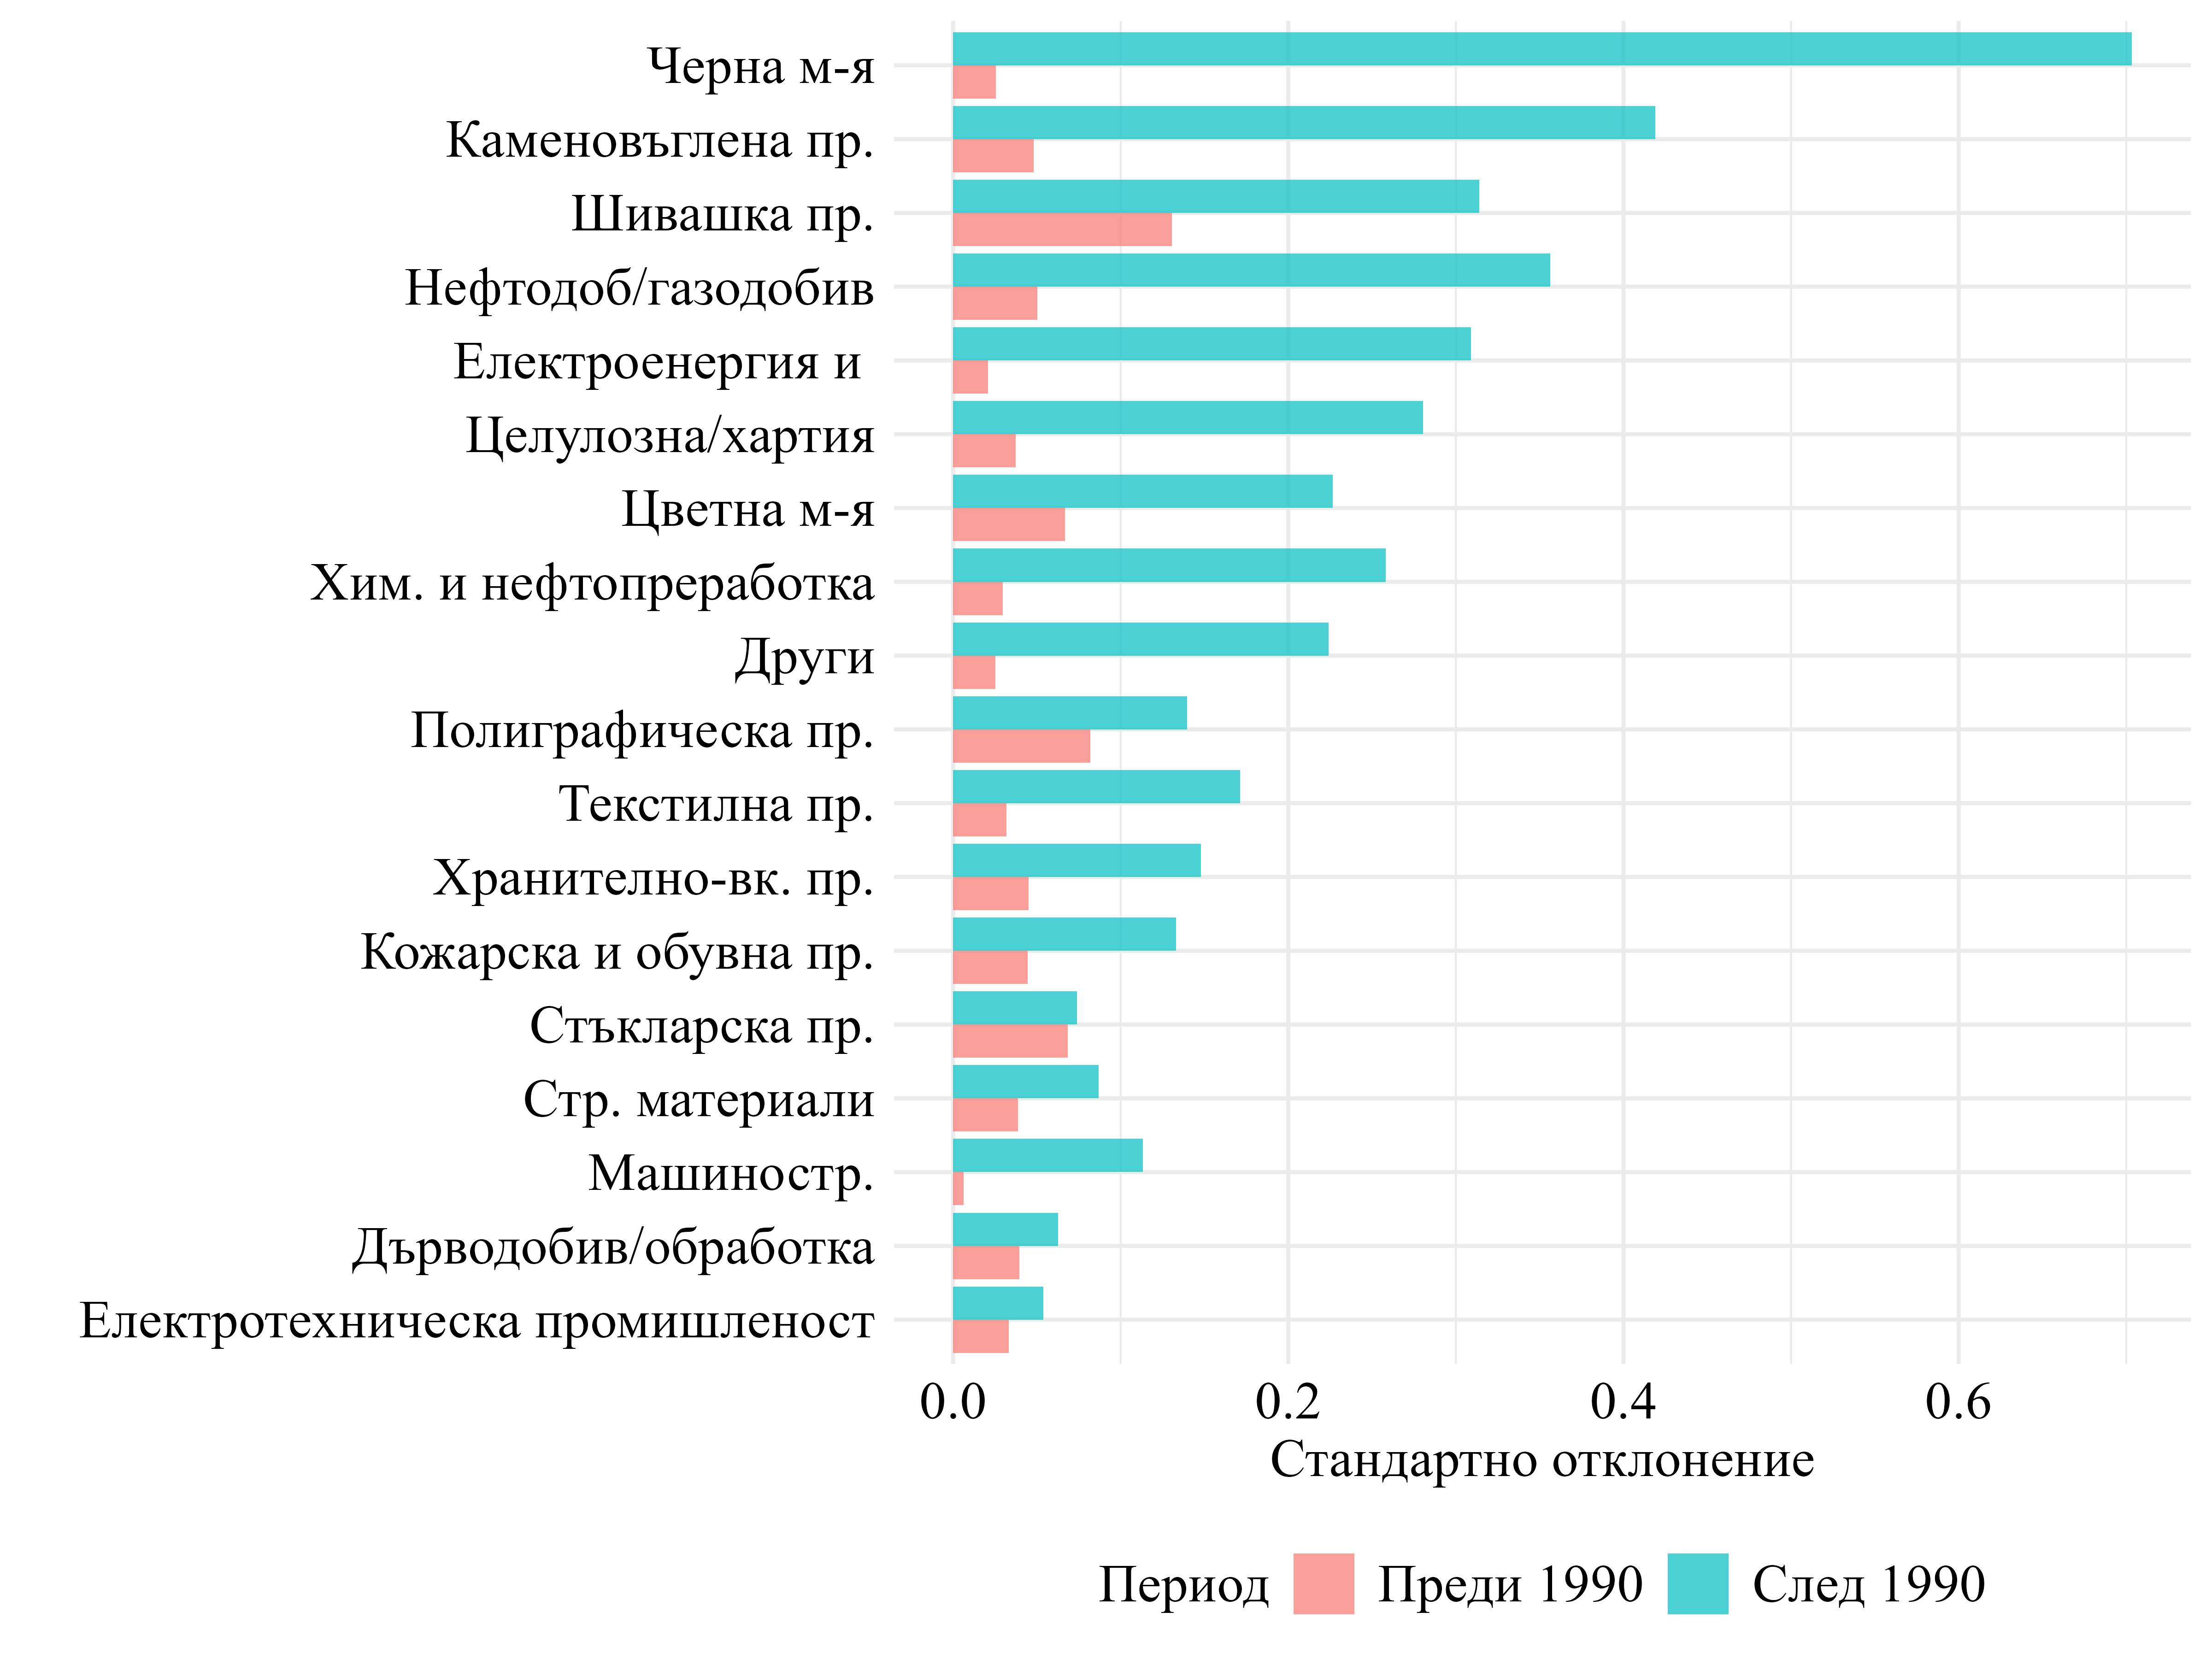 Черна м-я
Каменовъглена пр.
Шивашка пр.
Нефтодоб/газодобив
Електроенергия и
Целулозна/хартия
Цветна м-я
Хим. и нефтопреработка
Други
Полиграфическа пр.
Текстилна пр.
Хранително-вк. пр.
Кожарска и обувна пр.
Стъкларска пр.
Стр. материали
Машиностр.
Дърводобив/обработка
Електротехническа промишленост
0.0 0.2 0.4 0.6
Стандартно отклонение
Период Преди 1990 След 1990